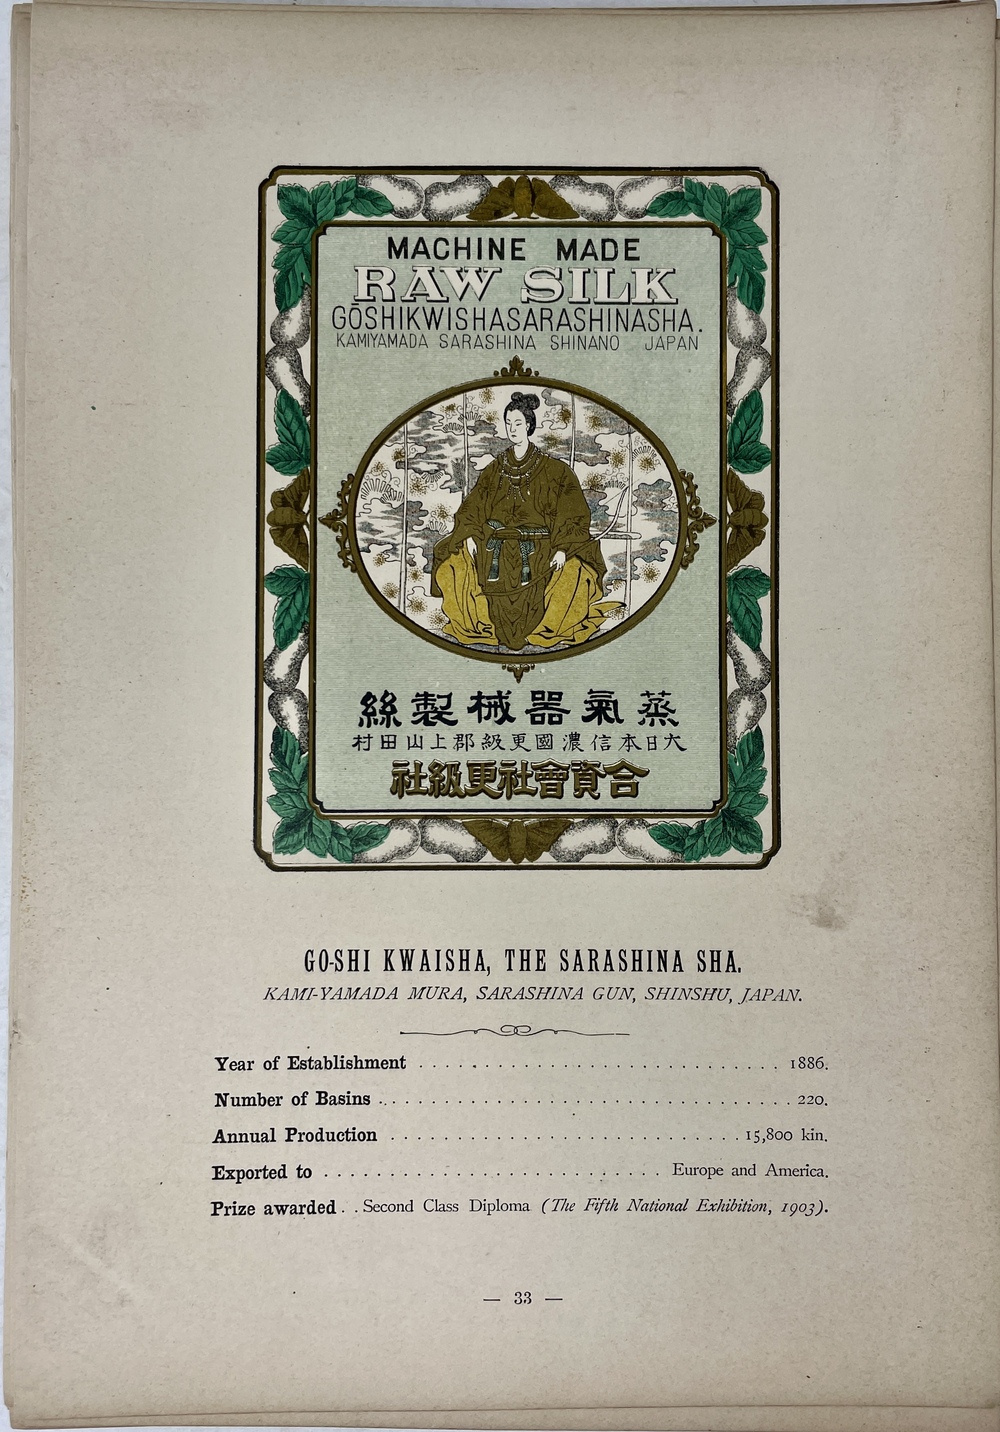 MACHINE MADE
RAW SILK
GŌSHIKWISHASARASHINASHA.
KAMIYAMADA SARASHINA SHINANO JAPAN
蒸氣器械製絲
大日本信濃國更級郡上山田村
合資會社更級社
GO-SHI KWAISHA, THE SARASHINA SHA.
KAMI-YAMADA MURA, SARASHINA GUN, SHINSHU, JAPAN.
Year of Establishment . . . . . . . . . . . . . . . . . . . . . . . . . . . . 1886.
Number of Basins . . . . . . . . . . . . . . . . . . . . . . . . . . . . . . . . 220.
Annual Production . . . . . . . . . . . . . . . . . . . . . . . . . . . 15,800 kin.
Exported to . . . . . . . . . . . . . . . . . . . . . . . . . . Europe and America.
Prize awarded . . Second Class Diploma (The Fifth National Exhibition, 1903).
— 33 —